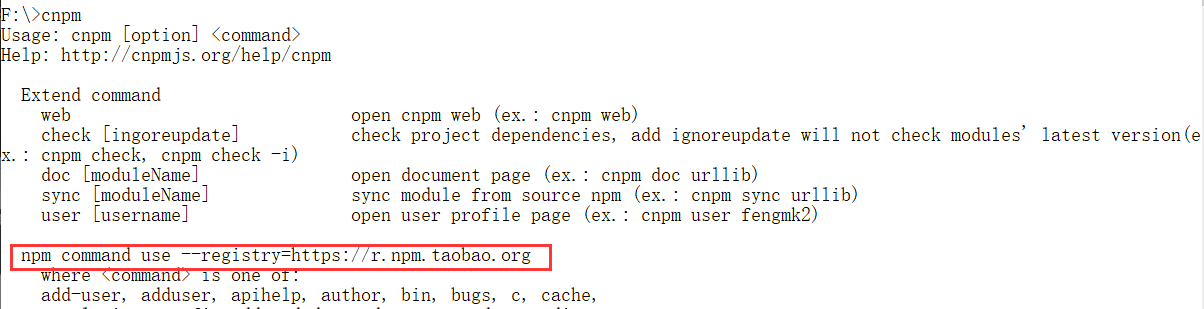 F:\>cnpm
Usage: cnpm [option] <command>
Help: http://cnpmjs.org/help/cnpm
Extend command
web open cnpm web (ex.: cnpm web)
check [ingoreupdate] check project dependencies, add ignoreupdate will not check modules' latest version(e
x.: cnpm check, cnpm check -i)
doc [moduleName] open document page (ex.: cnpm doc urllib)
sync [moduleName] sync module from source npm (ex.: cnpm sync urllib)
user [username] open user profile page (ex.: cnpm user fengmk2)
npm command use --registry=https://r.npm.taobao.org
where <command> is one of:
add-user, adduser, apihelp, author, bin, bugs, c, cache,